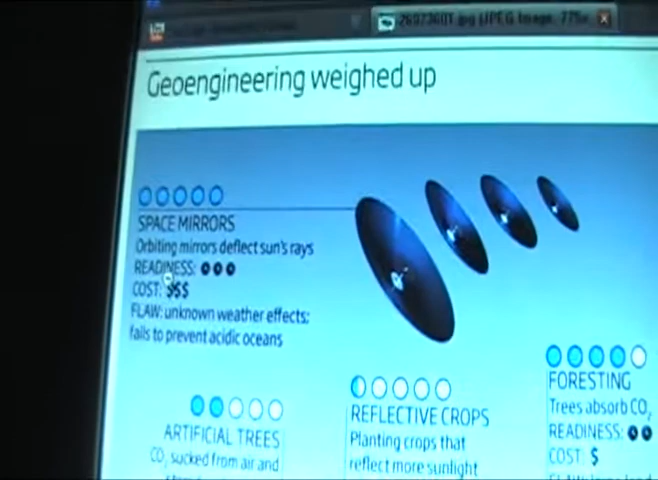 Geoengineering weighed up
SPACE MIRRORS
Orbiting mirrors deflect sun's rays
READINESS:
COST: $$$
FLAW: unknown weather effects;
fails to prevent acidic oceans
ARTIFICIAL TREES
CO₂ sucked from air and
REFLECTIVE CROPS
Planting crops that
reflect more sunlight
FORESTING
Trees absorb CO₂
READINESS:
COST: $